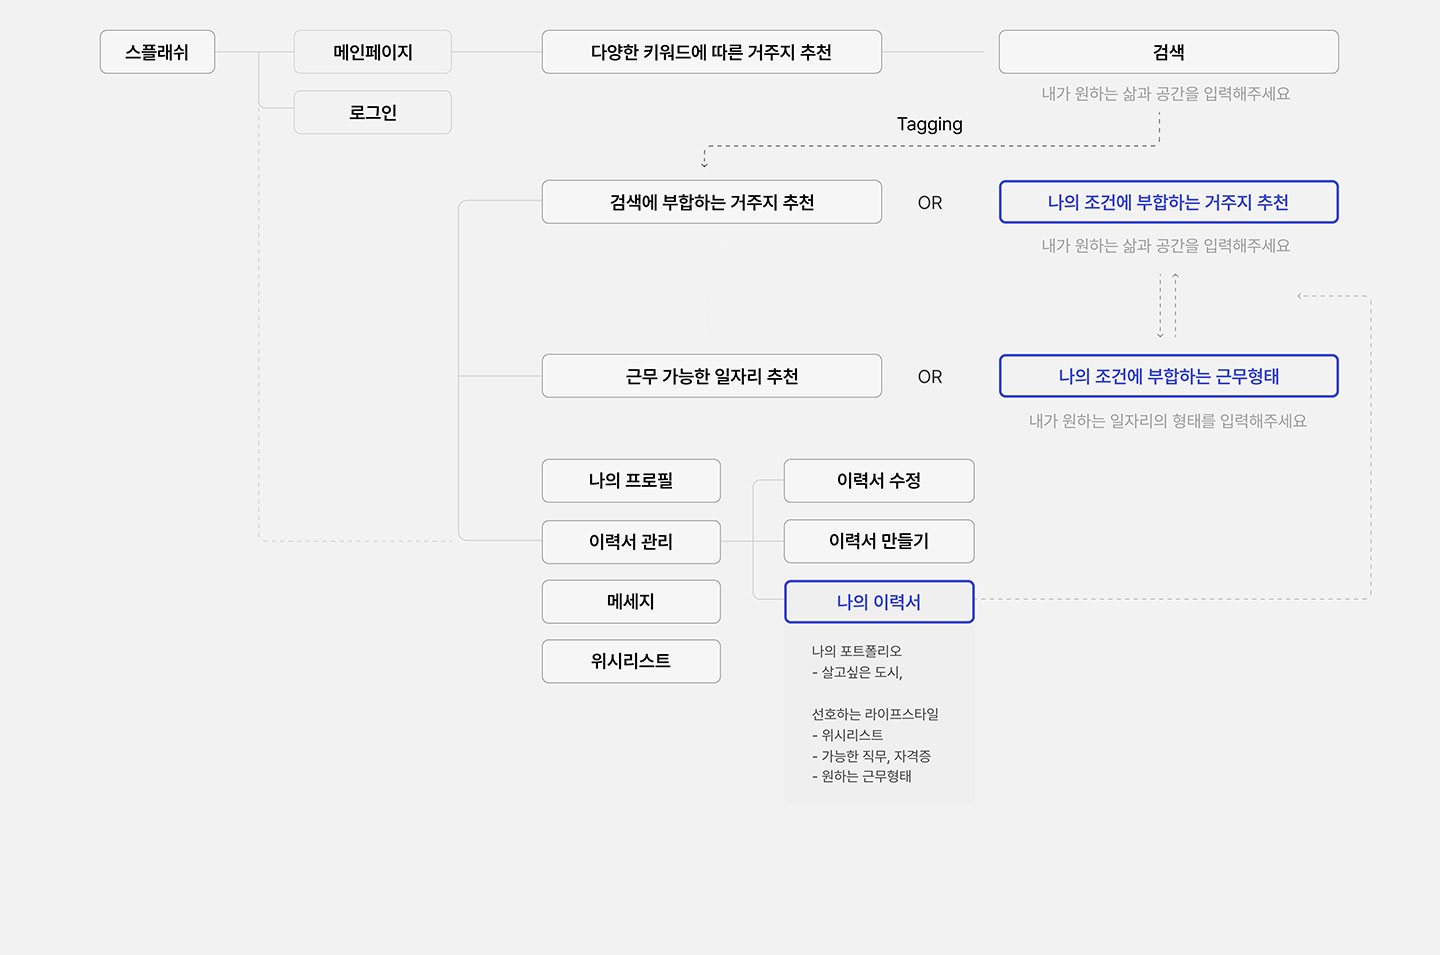 스플래쉬
메인페이지
다양한 키워드에 따른 거주지 추천
검색
내가 원하는 삶과 공간을 입력해주세요
로그인
Tagging
검색에 부합하는 거주지 추천
OR
나의 조건에 부합하는 거주지 추천
내가 원하는 삶과 공간을 입력해주세요
근무 가능한 일자리 추천
OR
나의 조건에 부합하는 근무형태
내가 원하는 일자리의 형태를 입력해주세요
나의 프로필
이력서 수정
이력서 관리
이력서 만들기
메세지
나의 이력서
위시리스트
나의 포트폴리오
- 살고싶은 도시,
선호하는 라이프스타일
- 위시리스트
- 가능한 직무, 자격증
- 원하는 근무형태